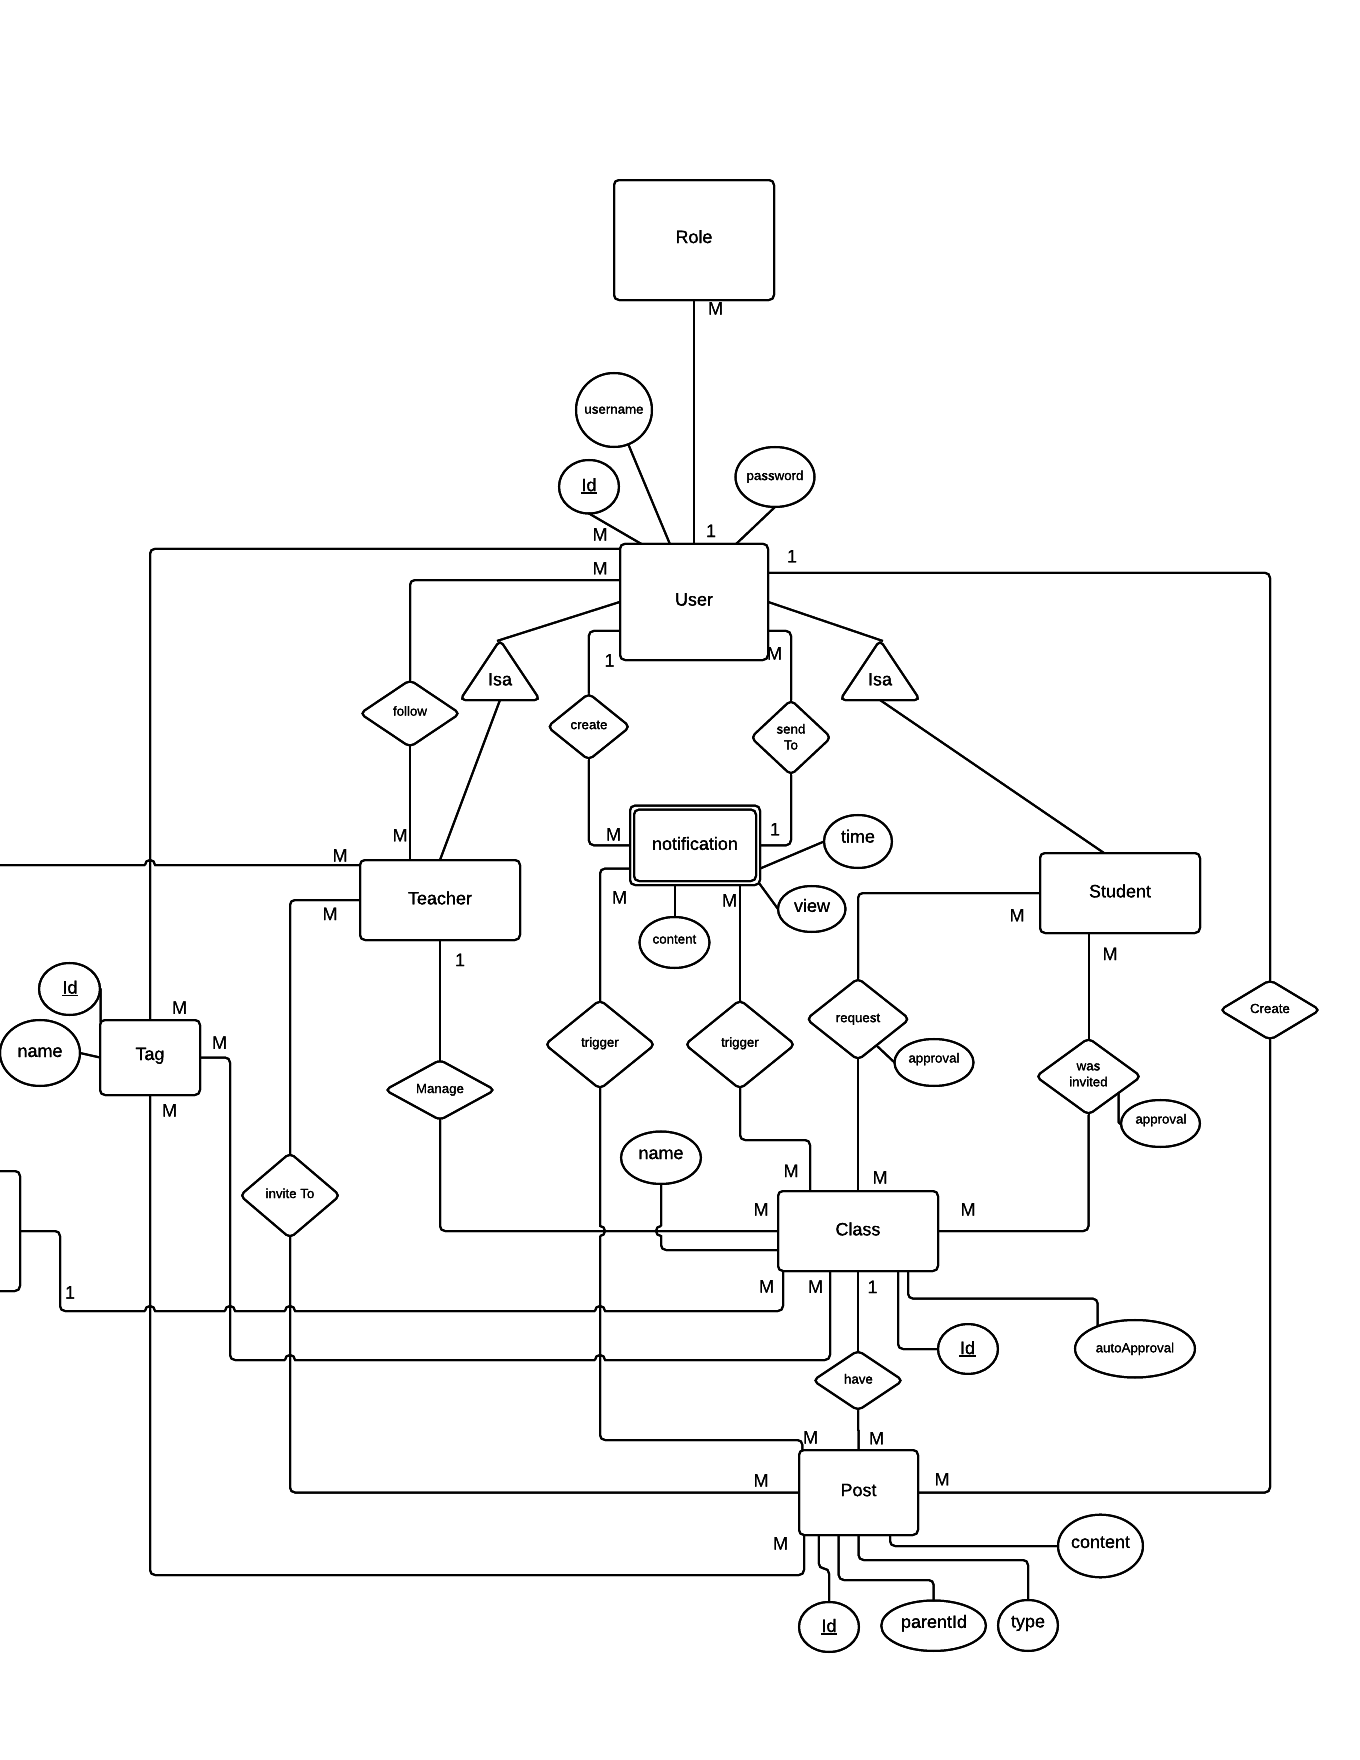 Role
M
username
password
Id
M
1
1
M
User
1
M
Isa
Isa
follow
create
send
To
M
M
1
time
notification
M
Teacher
Student
M
M
M
view
M
M
content
1
M
Id
M
request
Create
M
name
Tag
trigger
trigger
approval
was
invited
Manage
M
approval
name
M
M
invite To
M
M
Class
1
M
M
1
Id
autoApproval
have
M
M
M
M
Post
M
content
Id
parentId
type